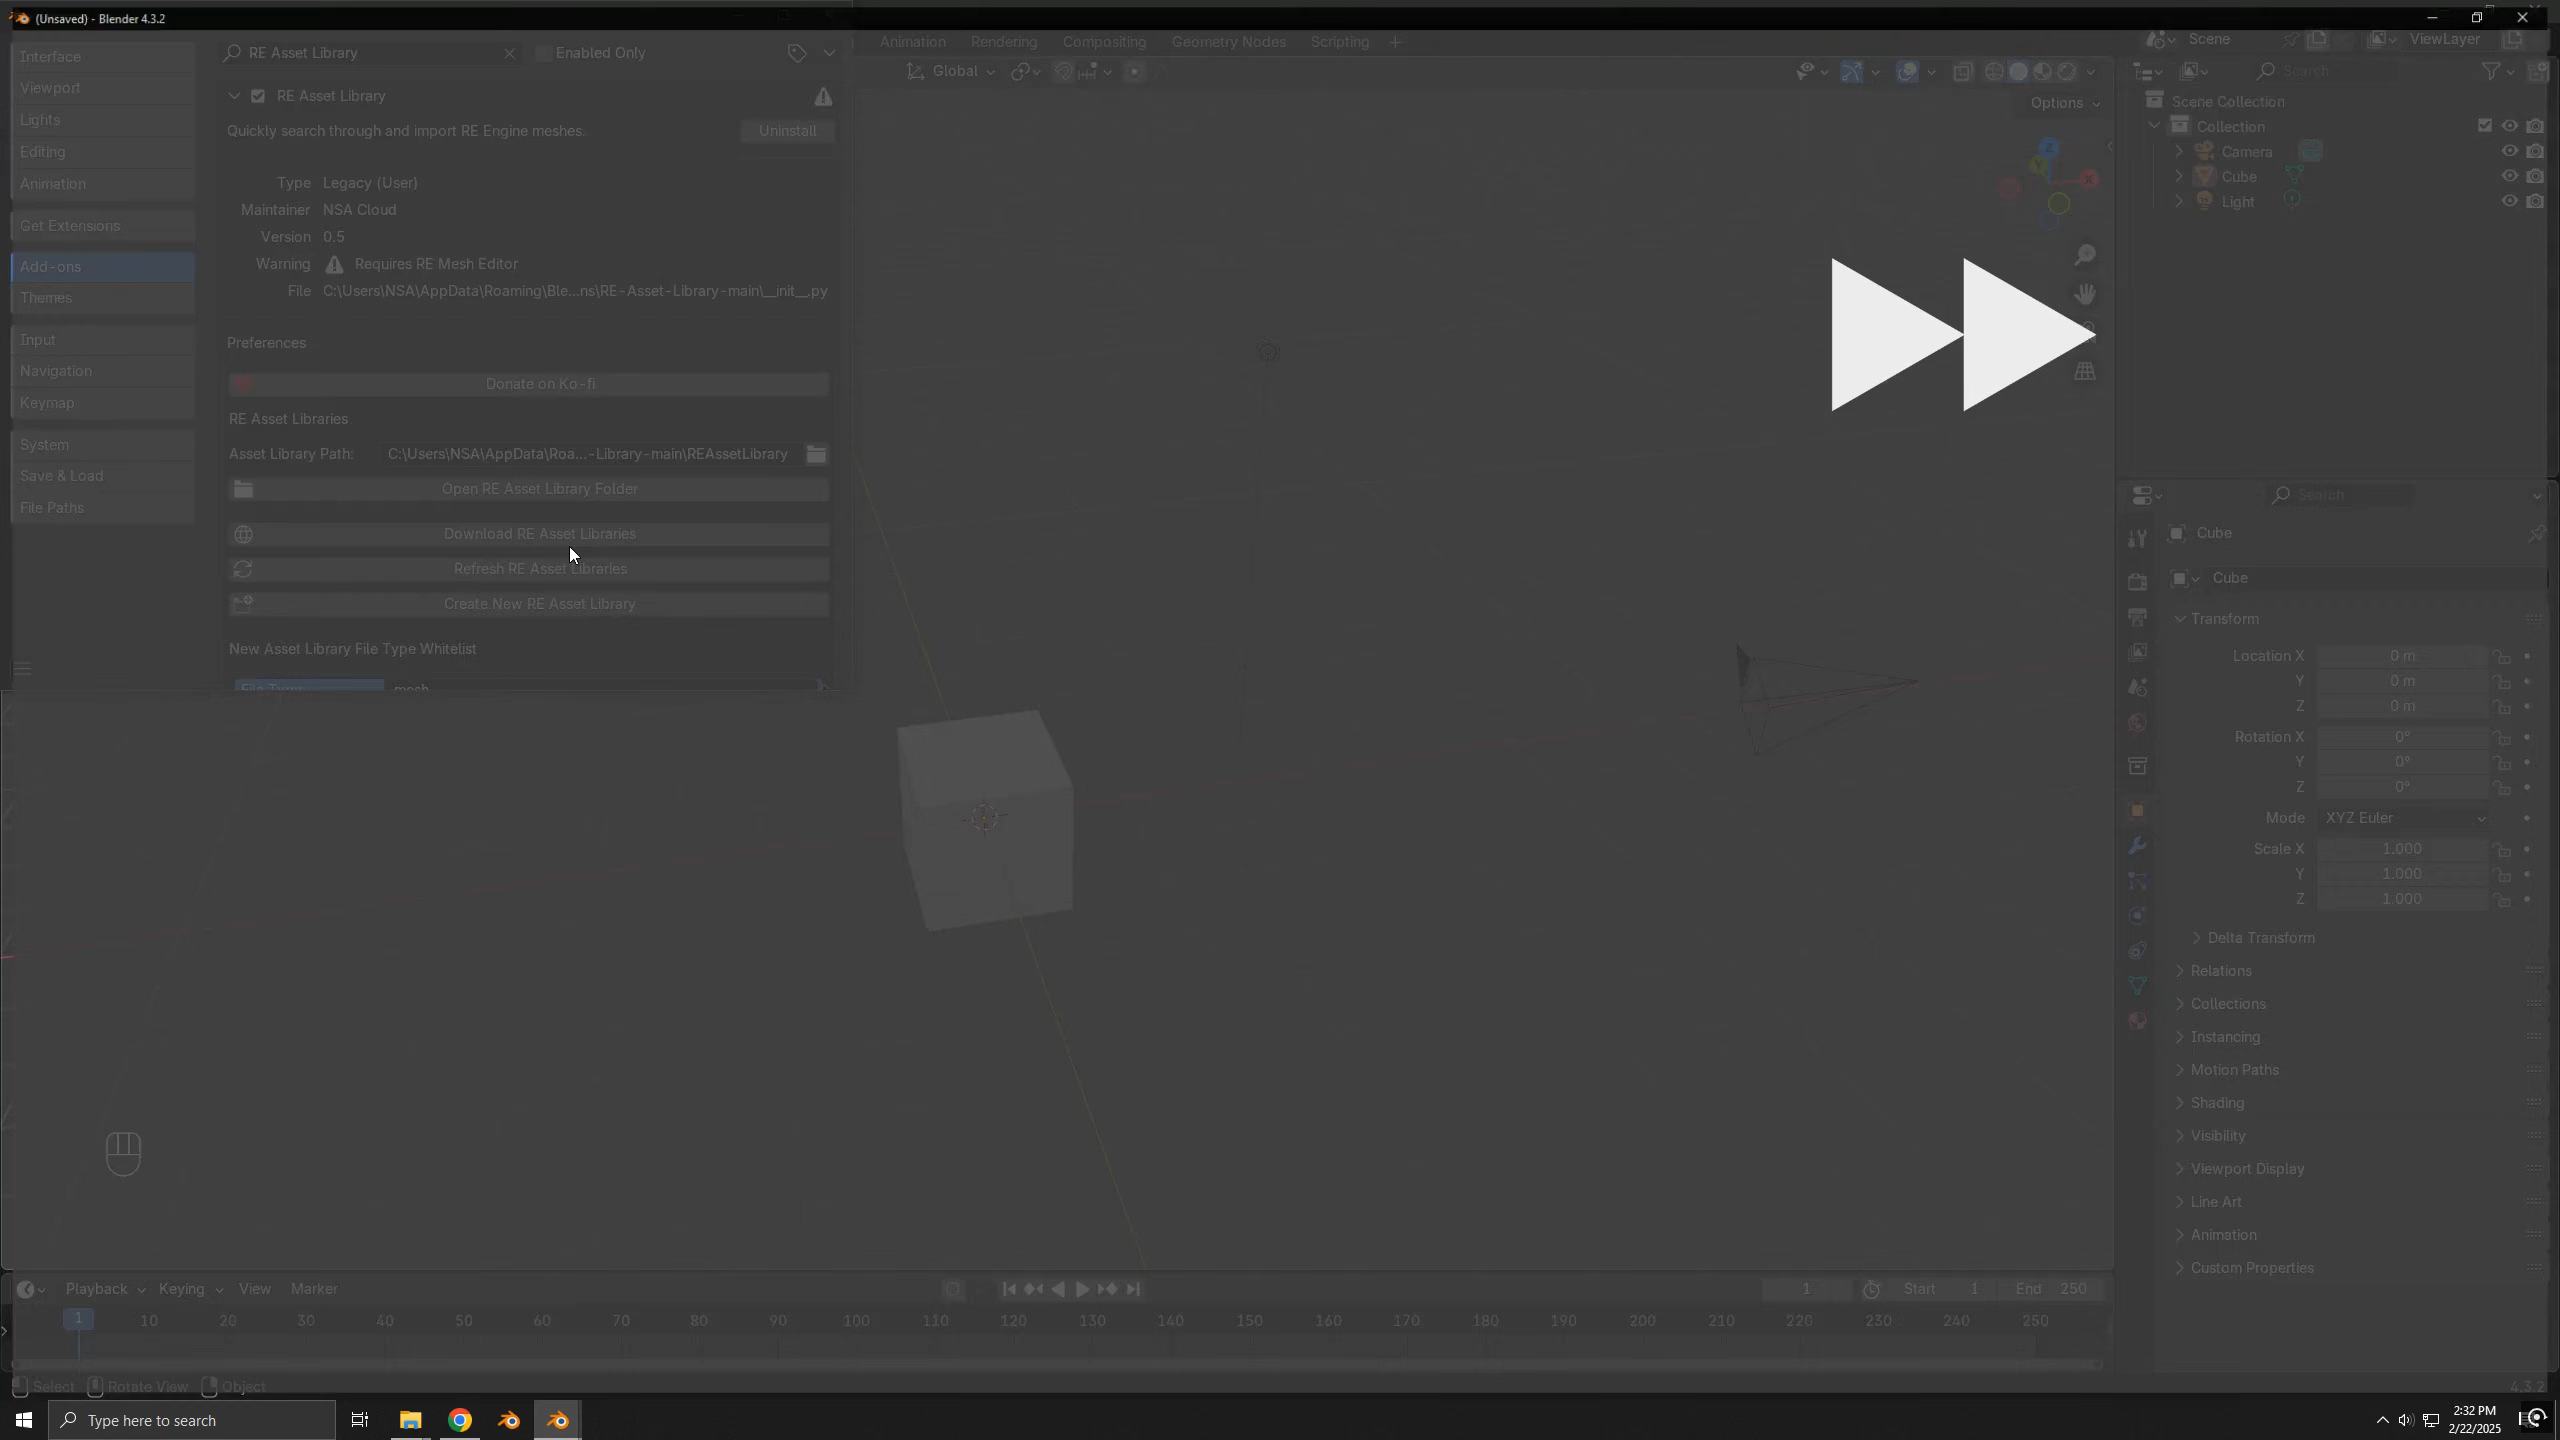 (Unsaved) - Blender 4.3.2
Interface
Viewport
Lights
Editing
Animation
Get Extensions
Add-ons
Themes
Input
Navigation
Keymap
System
Save & Load
File Paths
RE Asset Library
Enabled Only
RE Asset Library
Quickly search through and import RE Engine meshes.
Uninstall
Type Legacy (User)
Maintainer NSA Cloud
Version 0.5
Warning Requires RE Mesh Editor
File C:\Users\NSA\AppData\Roaming\Ble...ns\RE-Asset-Library-main\__init__.py
Preferences
Donate on Ko-fi
RE Asset Libraries
Asset Library Path: C:\Users\NSA\AppData\Roa...-Library-main\REAssetLibrary
Open RE Asset Library Folder
Download RE Asset Libraries
Refresh RE Asset Libraries
Create New RE Asset Library
New Asset Library File Type Whitelist
mesh
Animation Rendering Compositing Geometry Nodes Scripting +
Global
Options
Z
Y
X
Scene
ViewLayer
Search
Scene Collection
Collection
Camera
Cube
Light
Search
Cube
Cube
Transform
Location X 0 m
Y 0 m
Z 0 m
Rotation X 0°
Y 0°
Z 0°
Mode XYZ Euler
Scale X 1.000
Y 1.000
Z 1.000
Delta Transform
Relations
Collections
Instancing
Motion Paths
Shading
Visibility
Viewport Display
Line Art
Animation
Custom Properties
Playback Keying View Marker
1 Start 1 End 250
1 10 20 30 40 50 60 70 80 90 100 110 120 130 140 150 160 170 180 190 200 210 220 230 240 250
Select Rotate View Object
4.3.2
Type here to search
2:32 PM
2/22/2025